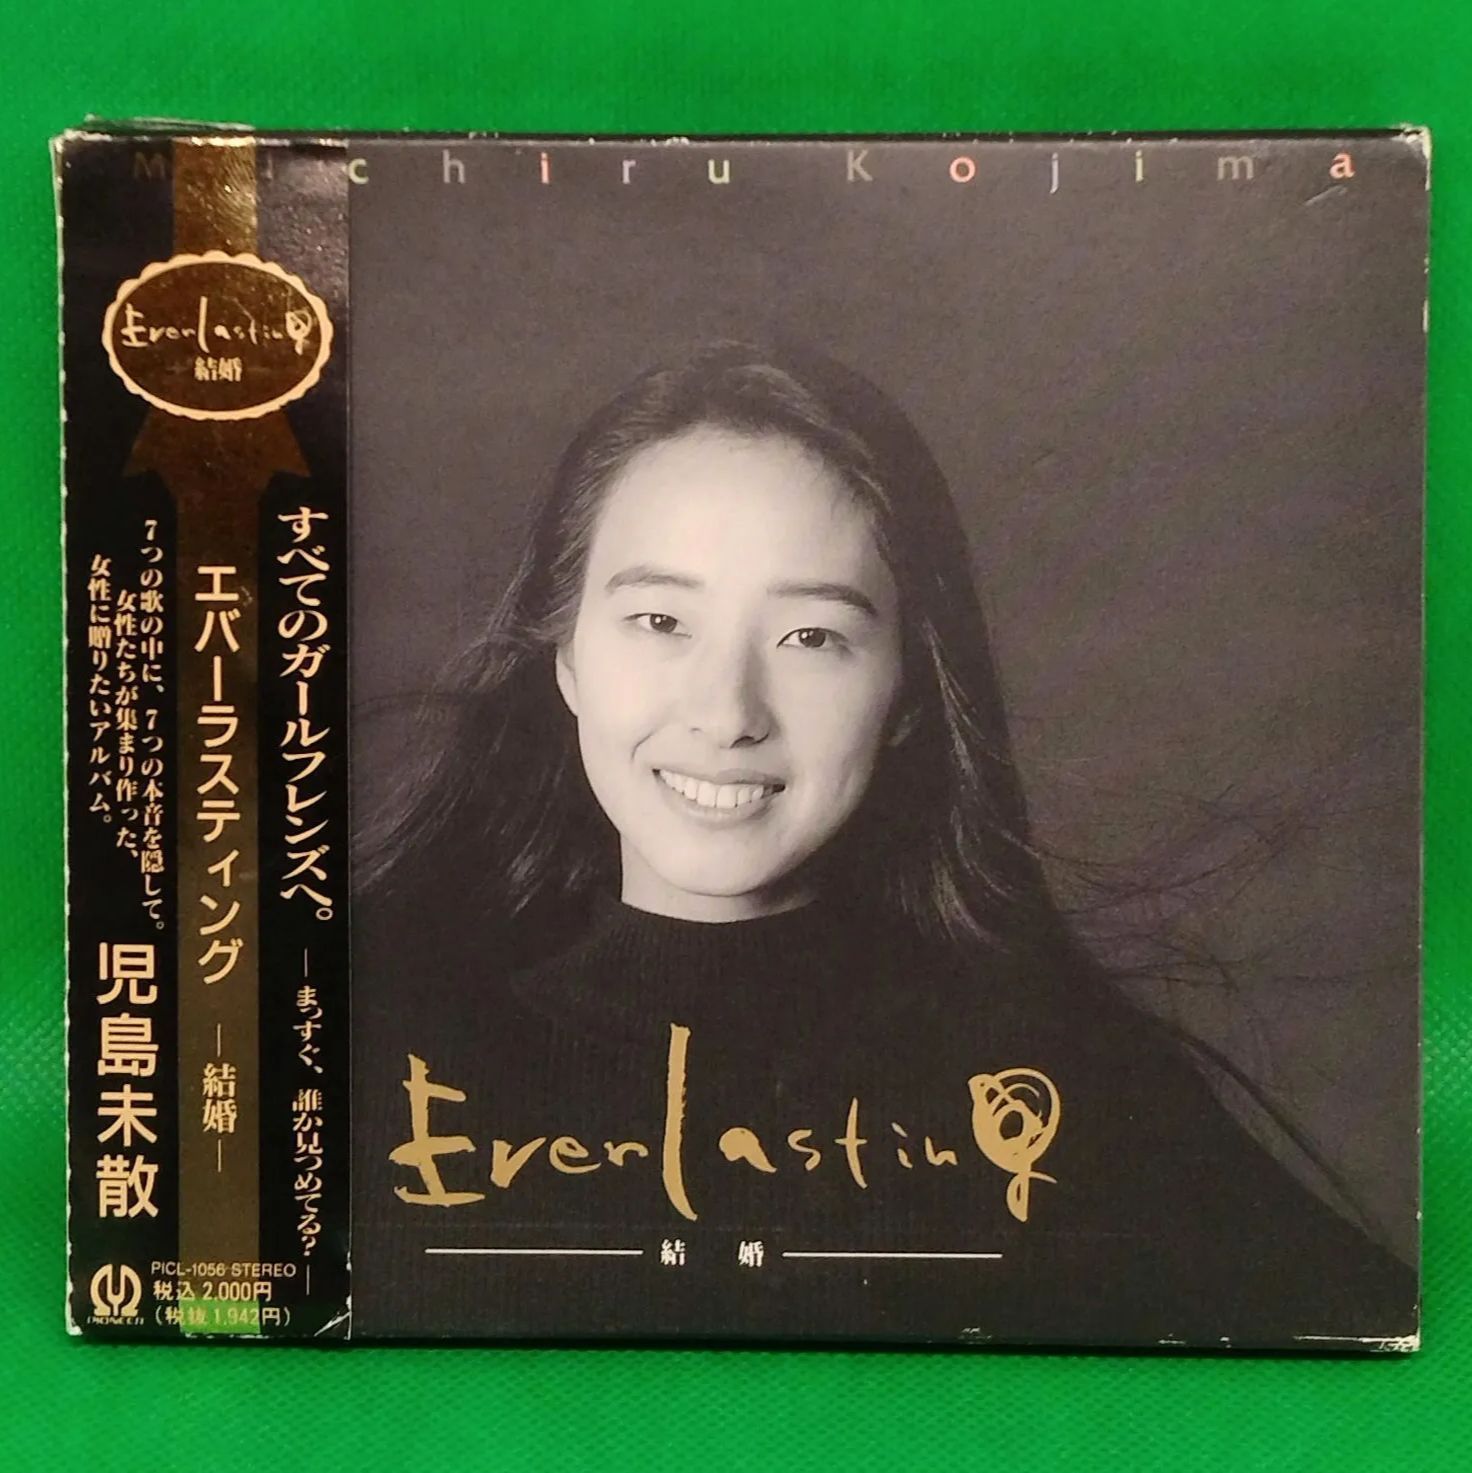 Michiru Kojima
Everlasting
結婚
すべてのガールフレンズへ。
―まっすぐ、誰か見つめてる?―
エバーラスティング ―結婚―
7つの歌の中に、7つの本音を隠して。
女性たちが集まり作った、
女性に贈りたいアルバム。
児島未散
PICL-1056 STEREO
税込 2.000円
(税抜 1.942円)
PIONEER
Everlasting
結婚